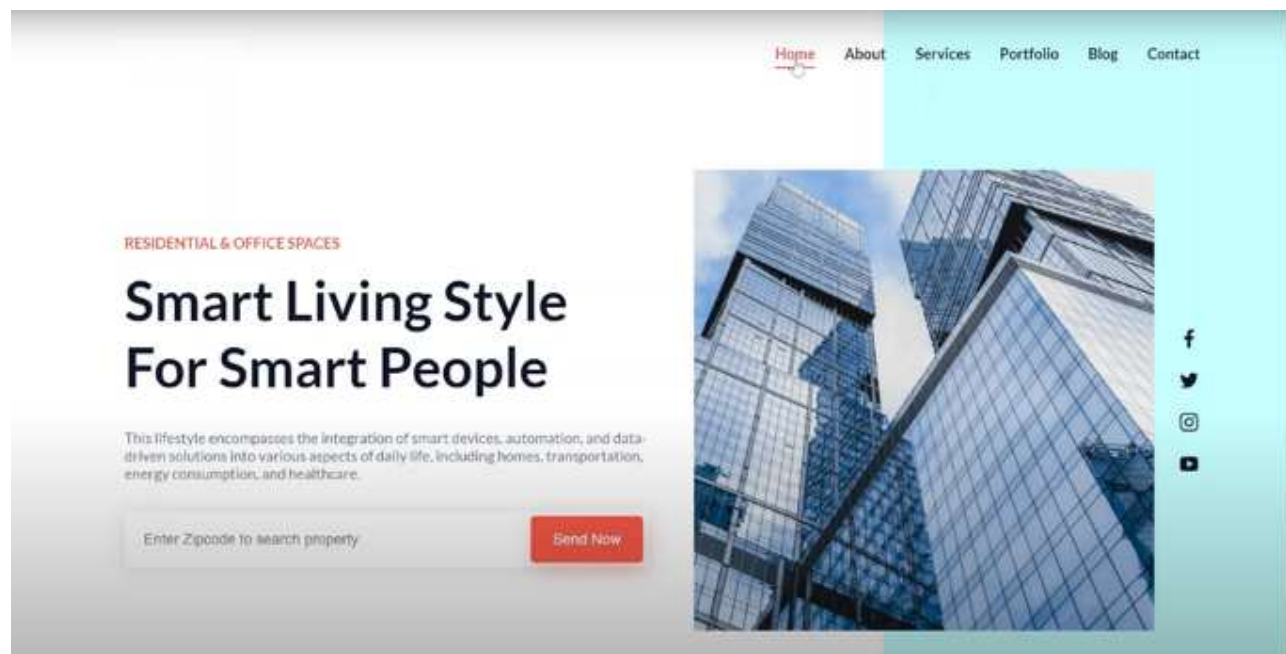 Home About Services Portfolio Blog Contact
RESIDENTIAL & OFFICE SPACES
Smart Living Style
For Smart People
This lifestyle encompasses the integration of smart devices, automation, and data-
driven solutions into various aspects of daily life, including homes, transportation,
energy consumption, and healthcare.
Enter Zipcode to search property
Send Now